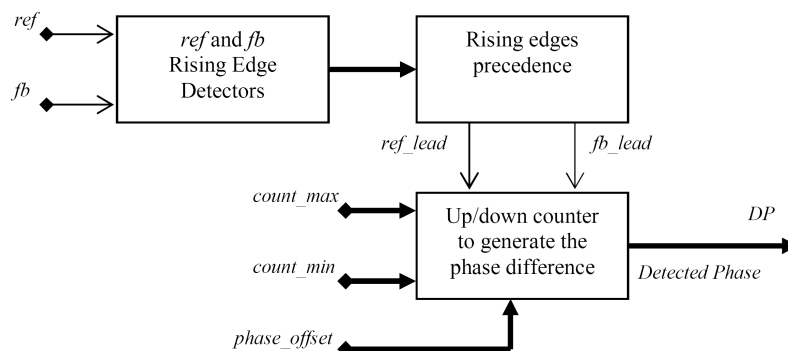 ref
ref and fb
Rising Edge
Detectors
fb
Rising edges
precedence
ref_lead
fb_lead
count_max
Up/down counter
to generate the
phase difference
DP
Detected Phase
count_min
phase_offset